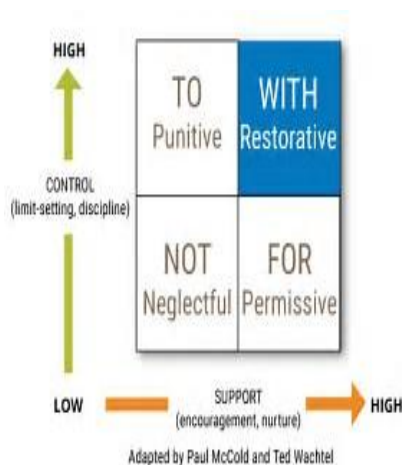 HIGH
TO
Punitive
WITH
Restorative
CONTROL
(limit-setting, discipline)
NOT
Neglectful
FOR
Permissive
LOW
SUPPORT
(encouragement, nurture)
HIGH
Adapted by Paul McCold and Ted Wachtel